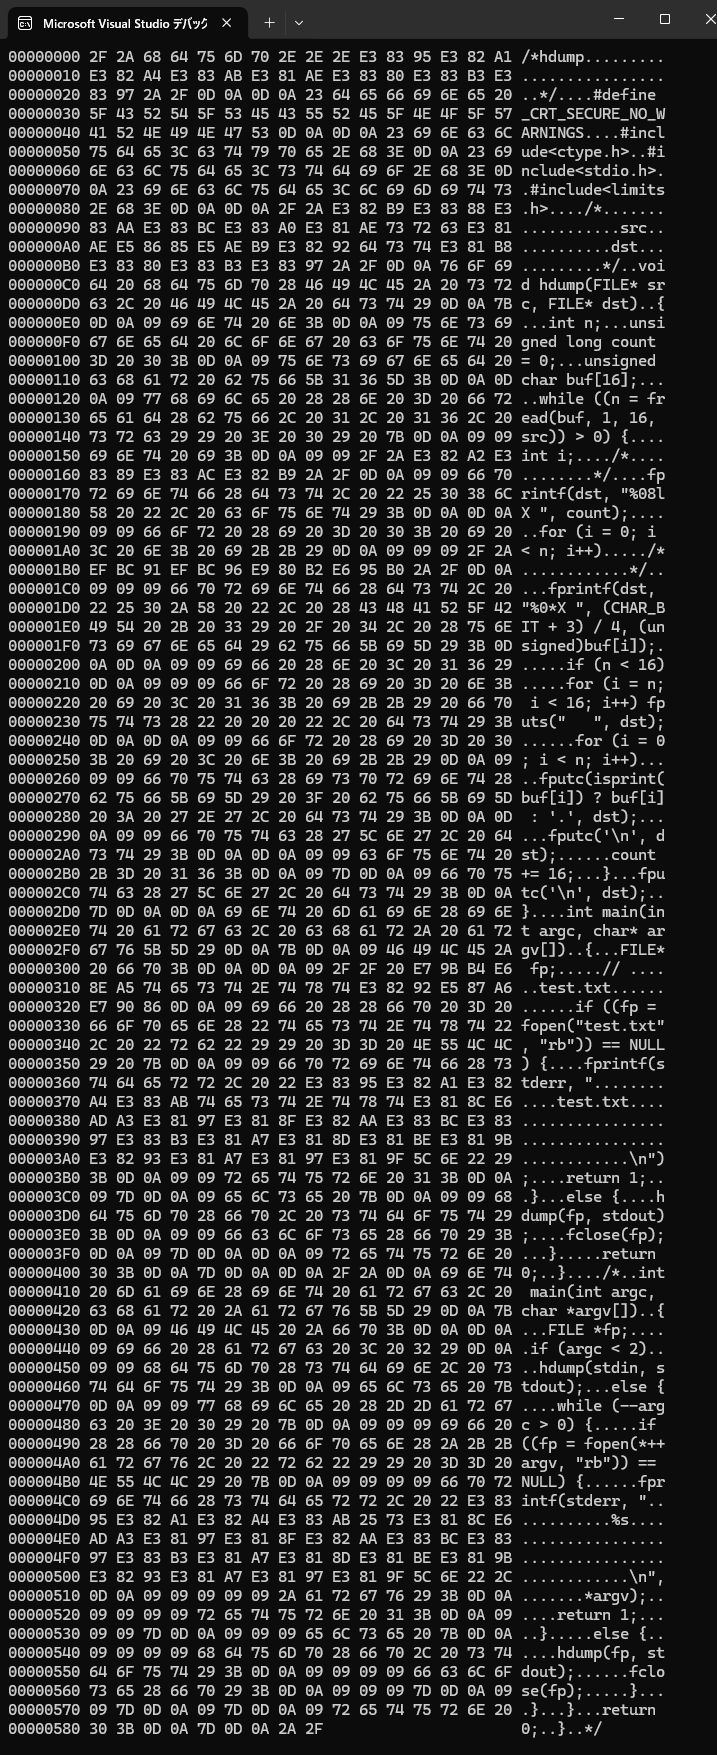 Microsoft Visual Studio デバッグ
00000000 2F 2A 68 64 75 6D 70 2E 2E 2E E3 83 95 E3 82 A1 /*hdump.........
00000010 E3 82 A4 E3 83 AB E3 81 AE E3 83 80 E3 83 B3 E3 ................
00000020 83 97 2A 2F 0D 0A 0D 0A 23 64 65 66 69 6E 65 20 ..*/....#define 
00000030 5F 43 52 54 5F 53 45 43 55 52 45 5F 4E 4F 5F 57 _CRT_SECURE_NO_W
00000040 41 52 4E 49 4E 47 53 0D 0A 0D 0A 23 69 6E 63 6C ARNINGS....#incl
00000050 75 64 65 3C 63 74 79 70 65 2E 68 3E 0D 0A 23 69 ude<ctype.h>..#i
00000060 6E 63 6C 75 64 65 3C 73 74 64 69 6F 2E 68 3E 0D nclude<stdio.h>.
00000070 0A 23 69 6E 63 6C 75 64 65 3C 6C 69 6D 69 74 73 .#include<limits
00000080 2E 68 3E 0D 0A 0D 0A 2F 2A E3 82 B9 E3 83 88 E3 .h>..../*.......
00000090 83 AA E3 83 BC E3 83 A0 E3 81 AE 73 72 63 E3 81 ...........src..
000000A0 AE E5 86 85 E5 AE B9 E3 82 92 64 73 74 E3 81 B8 ..........dst...
000000B0 E3 83 80 E3 83 B3 E3 83 97 2A 2F 0D 0A 76 6F 69 .........*/..voi
000000C0 64 20 68 64 75 6D 70 28 46 49 4C 45 2A 20 73 72 d hdump(FILE* sr
000000D0 63 2C 20 46 49 4C 45 2A 20 64 73 74 29 0D 0A 7B c, FILE* dst)..{
000000E0 0D 0A 09 69 6E 74 20 6E 3B 0D 0A 09 75 6E 73 69 ...int n;...unsi
000000F0 67 6E 65 64 20 6C 6F 6E 67 20 63 6F 75 6E 74 20 gned long count 
00000100 3D 20 30 3B 0D 0A 09 75 6E 73 69 67 6E 65 64 20 = 0;...unsigned 
00000110 63 68 61 72 20 62 75 66 5B 31 36 5D 3B 0D 0A 0D char buf[16];...
00000120 0A 09 77 68 69 6C 65 20 28 28 6E 20 3D 20 66 72 ..while ((n = fr
00000130 65 61 64 28 62 75 66 2C 20 31 2C 20 31 36 2C 20 ead(buf, 1, 16, 
00000140 73 72 63 29 29 20 3E 20 30 29 20 7B 0D 0A 09 09 src)) > 0) {....
00000150 69 6E 74 20 69 3B 0D 0A 09 09 2F 2A E3 82 A2 E3 int i;..../*....
00000160 83 89 E3 83 AC E3 82 B9 2A 2F 0D 0A 09 09 66 70 ........*/....fp
00000170 72 69 6E 74 66 28 64 73 74 2C 20 22 25 30 38 6C rintf(dst, "%08l
00000180 58 20 22 2C 20 63 6F 75 6E 74 29 3B 0D 0A 0D 0A X ", count);....
00000190 09 09 66 6F 72 20 28 69 20 3D 20 30 3B 20 69 20 ..for (i = 0; i 
000001A0 3C 20 6E 3B 20 69 2B 2B 29 0D 0A 09 09 09 2F 2A < n; i++)...../*
000001B0 EF BC 91 EF BC 96 E9 80 B2 E6 95 B0 2A 2F 0D 0A ............*/..
000001C0 09 09 09 66 70 72 69 6E 74 66 28 64 73 74 2C 20 ...fprintf(dst, 
000001D0 22 25 30 2A 58 20 22 2C 20 28 43 48 41 52 5F 42 "%0*X ", (CHAR_B
000001E0 49 54 20 2B 20 33 29 20 2F 20 34 2C 20 28 75 6E IT + 3) / 4, (un
000001F0 73 69 67 6E 65 64 29 62 75 66 5B 69 5D 29 3B 0D signed)buf[i]);.
00000200 0A 0D 0A 09 09 69 66 20 28 6E 20 3C 20 31 36 29 .....if (n < 16)
00000210 0D 0A 09 09 09 66 6F 72 20 28 69 20 3D 20 6E 3B .....for (i = n;
00000220 20 69 20 3C 20 31 36 3B 20 69 2B 2B 29 20 66 70  i < 16; i++) fp
00000230 75 74 73 28 22 20 20 20 22 2C 20 64 73 74 29 3B uts("   ", dst);
00000240 0D 0A 0D 0A 09 09 66 6F 72 20 28 69 20 3D 20 30 ......for (i = 0
00000250 3B 20 69 20 3C 20 6E 3B 20 69 2B 2B 29 0D 0A 09 ; i < n; i++)...
00000260 09 09 66 70 75 74 63 28 69 73 70 72 69 6E 74 28 ..fputc(isprint(
00000270 62 75 66 5B 69 5D 29 20 3F 20 62 75 66 5B 69 5D buf[i]) ? buf[i]
00000280 20 3A 20 27 2E 27 2C 20 64 73 74 29 3B 0D 0A 0D  : '.', dst);...
00000290 0A 09 09 66 70 75 74 63 28 27 5C 6E 27 2C 20 64 ...fputc('\n', d
000002A0 73 74 29 3B 0D 0A 0D 0A 09 09 63 6F 75 6E 74 20 st);......count 
000002B0 2B 3D 20 31 36 3B 0D 0A 09 7D 0D 0A 09 66 70 75 += 16;...}...fpu
000002C0 74 63 28 27 5C 6E 27 2C 20 64 73 74 29 3B 0D 0A tc('\n', dst);..
000002D0 7D 0D 0A 0D 0A 69 6E 74 20 6D 61 69 6E 28 69 6E }....int main(in
000002E0 74 20 61 72 67 63 2C 20 63 68 61 72 2A 20 61 72 t argc, char* ar
000002F0 67 76 5B 5D 29 0D 0A 7B 0D 0A 09 46 49 4C 45 2A gv[])..{...FILE*
00000300 20 66 70 3B 0D 0A 0D 0A 09 2F 2F 20 E7 9B B4 E6  fp;.....// ....
00000310 8E A5 74 65 73 74 2E 74 78 74 E3 82 92 E5 87 A6 ..test.txt......
00000320 E7 90 86 0D 0A 09 69 66 20 28 28 66 70 20 3D 20 ......if ((fp = 
00000330 66 6F 70 65 6E 28 22 74 65 73 74 2E 74 78 74 22 fopen("test.txt"
00000340 2C 20 22 72 62 22 29 29 20 3D 3D 20 4E 55 4C 4C , "rb")) == NULL
00000350 29 20 7B 0D 0A 09 09 66 70 72 69 6E 74 66 28 73 ) {....fprintf(s
00000360 74 64 65 72 72 2C 20 22 E3 83 95 E3 82 A1 E3 82 tderr, "........
00000370 A4 E3 83 AB 74 65 73 74 2E 74 78 74 E3 81 8C E6 ....test.txt....
00000380 AD A3 E3 81 97 E3 81 8F E3 82 AA E3 83 BC E3 83 ................
00000390 97 E3 83 B3 E3 81 A7 E3 81 8D E3 81 BE E3 81 9B ................
000003A0 E3 82 93 E3 81 A7 E3 81 97 E3 81 9F 5C 6E 22 29 ............\n")
000003B0 3B 0D 0A 09 09 72 65 74 75 72 6E 20 31 3B 0D 0A ;....return 1;..
000003C0 09 7D 0D 0A 09 65 6C 73 65 20 7B 0D 0A 09 09 68 .}...else {....h
000003D0 64 75 6D 70 28 66 70 2C 20 73 74 64 6F 75 74 29 dump(fp, stdout)
000003E0 3B 0D 0A 09 09 66 63 6C 6F 73 65 28 66 70 29 3B ;....fclose(fp);
000003F0 0D 0A 09 7D 0D 0A 0D 0A 09 72 65 74 75 72 6E 20 ...}.....return 
00000400 30 3B 0D 0A 7D 0D 0A 0D 0A 2F 2A 0D 0A 69 6E 74 0;..}..../*..int
00000410 20 6D 61 69 6E 28 69 6E 74 20 61 72 67 63 2C 20  main(int argc, 
00000420 63 68 61 72 20 2A 61 72 67 76 5B 5D 29 0D 0A 7B char *argv[])..{
00000430 0D 0A 09 46 49 4C 45 20 2A 66 70 3B 0D 0A 0D 0A ...FILE *fp;....
00000440 09 69 66 20 28 61 72 67 63 20 3C 20 32 29 0D 0A .if (argc < 2)..
00000450 09 09 68 64 75 6D 70 28 73 74 64 69 6E 2C 20 73 ..hdump(stdin, s
00000460 74 64 6F 75 74 29 3B 0D 0A 09 65 6C 73 65 20 7B tdout);...else {
00000470 0D 0A 09 09 77 68 69 6C 65 20 28 2D 2D 61 72 67 ....while (--arg
00000480 63 20 3E 20 30 29 20 7B 0D 0A 09 09 09 69 66 20 c > 0) {.....if 
00000490 28 28 66 70 20 3D 20 66 6F 70 65 6E 28 2A 2B 2B ((fp = fopen(*++
000004A0 61 72 67 76 2C 20 22 72 62 22 29 29 20 3D 3D 20 argv, "rb")) == 
000004B0 4E 55 4C 4C 29 20 7B 0D 0A 09 09 09 09 66 70 72 NULL) {......fpr
000004C0 69 6E 74 66 28 73 74 64 65 72 72 2C 20 22 E3 83 intf(stderr, "..
000004D0 95 E3 82 A1 E3 82 A4 E3 83 AB 25 73 E3 81 8C E6 ..........%s....
000004E0 AD A3 E3 81 97 E3 81 8F E3 82 AA E3 83 BC E3 83 ................
000004F0 97 E3 83 B3 E3 81 A7 E3 81 8D E3 81 BE E3 81 9B ................
00000500 E3 82 93 E3 81 A7 E3 81 97 E3 81 9F 5C 6E 22 2C ............\n",
00000510 0D 0A 09 09 09 09 09 2A 61 72 67 76 29 3B 0D 0A .......*argv);..
00000520 09 09 09 09 72 65 74 75 72 6E 20 31 3B 0D 0A 09 ....return 1;...
00000530 09 09 7D 0D 0A 09 09 09 65 6C 73 65 20 7B 0D 0A ..}.....else {..
00000540 09 09 09 09 68 64 75 6D 70 28 66 70 2C 20 73 74 ....hdump(fp, st
00000550 64 6F 75 74 29 3B 0D 0A 09 09 09 09 66 63 6C 6F dout);......fclo
00000560 73 65 28 66 70 29 3B 0D 0A 09 09 09 7D 0D 0A 09 se(fp);.....}...
00000570 09 7D 0D 0A 09 7D 0D 0A 09 72 65 74 75 72 6E 20 .}...}...return 
00000580 30 3B 0D 0A 7D 0D 0A 2A 2F 0;..}..*/